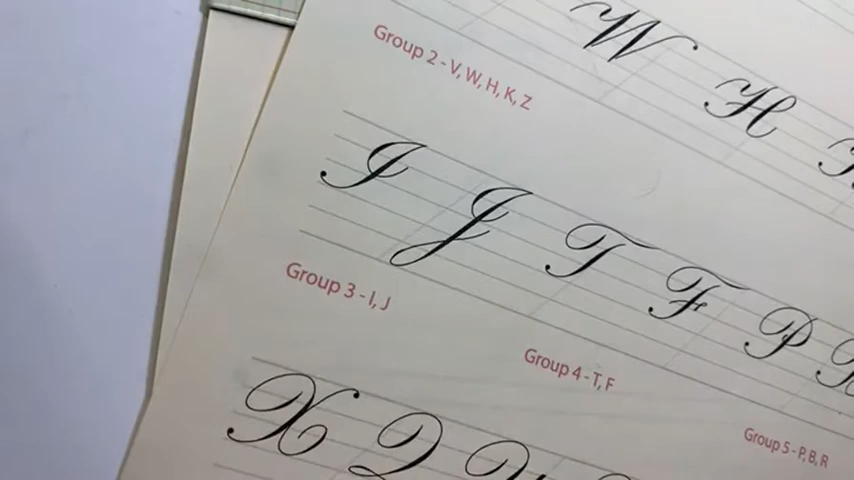 W H
Group 2 - V, W, H, K, Z
I J T F P R
Group 3 - I, J
Group 4 - T, F
Group 5 - P, B, R
X Q